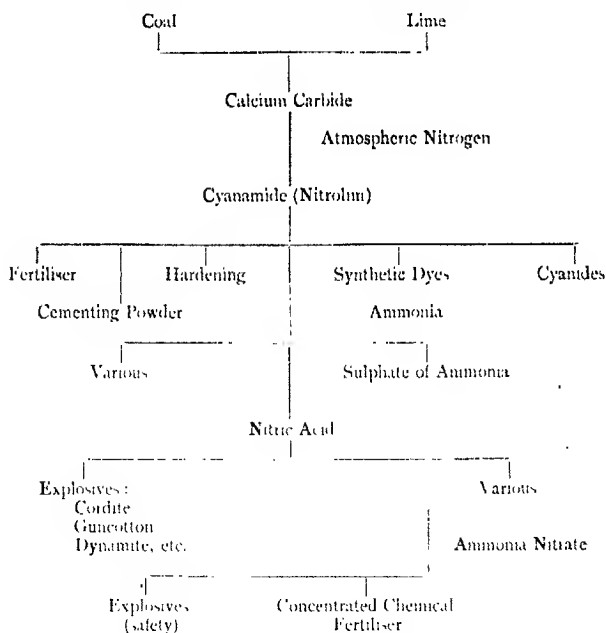 Coal Lime
Calcium Carbide
Atmospheric Nitrogen
Cyanamide (Nitrolim)
Fertiliser Hardening Synthetic Dyes Cyanides
Cementing Powder Ammonia
Various Sulphate of Ammonia
Nitric Acid
Explosives: Various
Cordite
Guncotton
Dynamite, etc. Ammonia Nitrate
Explosives Concentrated Chemical
(safety) Fertiliser